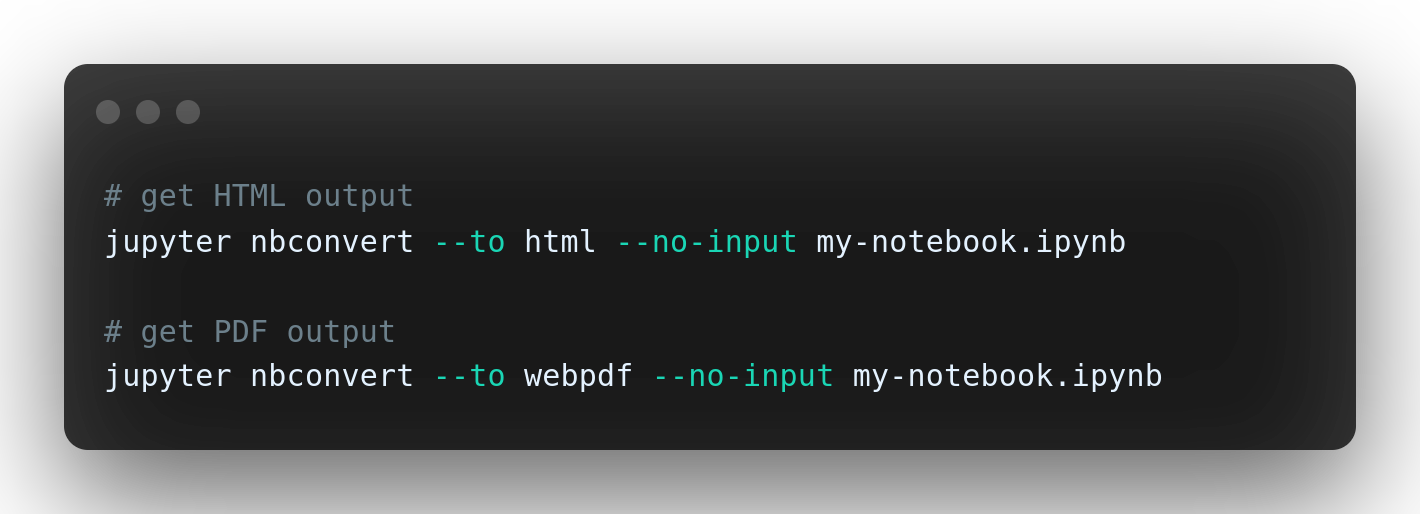 # get HTML output
jupyter nbconvert --to html --no-input my-notebook.ipynb
# get PDF output
jupyter nbconvert --to webpdf --no-input my-notebook.ipynb